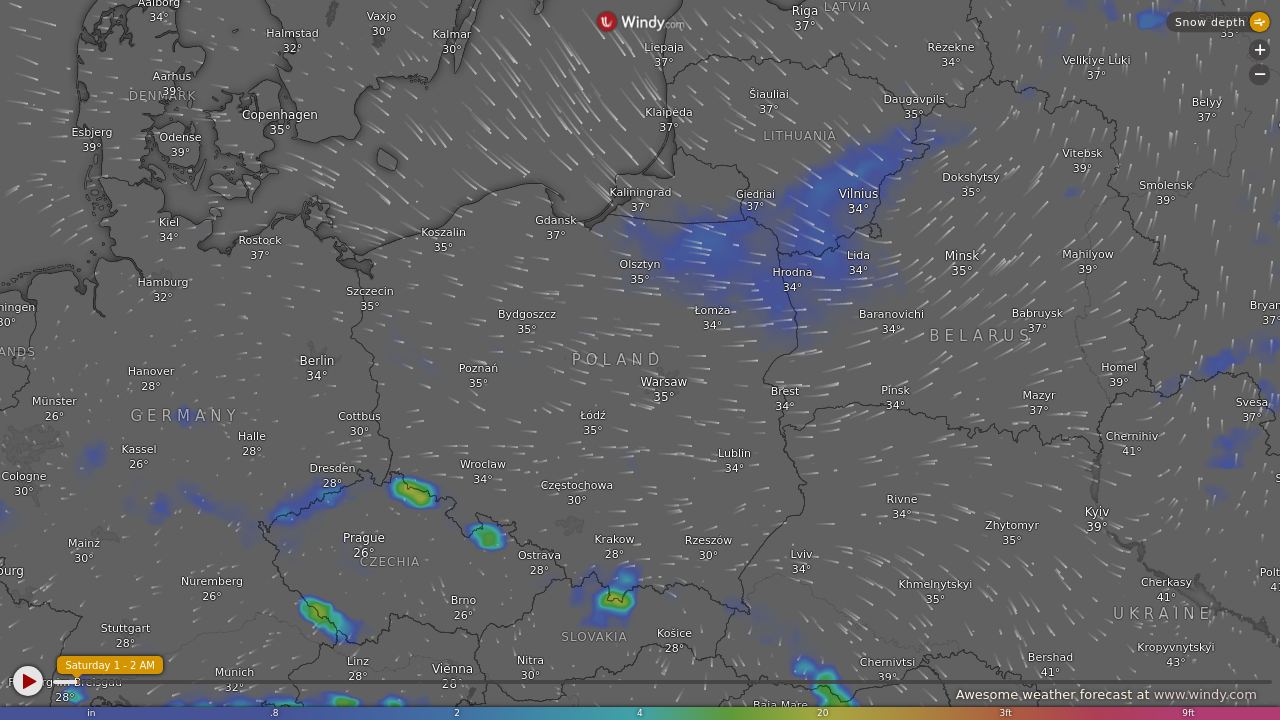 Aalborg
34°
Vaxjo
30°
Halmstad
32°
Kalmar
30°
Windy.com
Riga
37°
LATVIA
Liepaja
37°
Rēzekne
34°
Snow depth
35°
Velikiye Luki
37°
Aarhus
39°
DENMARK
Copenhagen
35°
Esbjerg
39°
Odense
39°
Klaipėda
37°
Šiauliai
37°
LITHUANIA
Daugavpils
35°
Belyy
37°
Vitebsk
39°
Smolensk
39°
Dokshytsy
35°
Kaliningrad
37°
Giedriai
37°
Vilnius
34°
Kiel
34°
Rostock
37°
Koszalin
35°
Gdansk
37°
Olsztyn
35°
Hrodna
34°
Lida
34°
Minsk
35°
Mahilyow
39°
Hamburg
32°
Szczecin
35°
ningen
30°
Bydgoszcz
35°
Łomża
34°
Baranovichi
34°
Babruysk
37°
BELARUS
Bryan
37°
ANDS
Hanover
28°
Berlin
34°
Poznań
35°
POLAND
Warsaw
35°
Brest
34°
Pinsk
34°
Mazyr
37°
Homel
39°
Münster
26°
GERMANY
Cottbus
30°
Łódź
35°
Svesa
37°
Halle
28°
Kassel
26°
Chernihiv
41°
Cologne
30°
Dresden
28°
Wroclaw
34°
Częstochowa
30°
Lublin
34°
Rivne
34°
Kyiv
39°
Zhytomyr
35°
Mainz
30°
Prague
26°
CZECHIA
Ostrava
28°
Krakow
28°
Rzeszów
30°
Lviv
34°
burg
Nuremberg
26°
Brno
26°
Khmelnytskyi
35°
Cherkasy
41°
Polt
41
UKRAINE
Stuttgart
28°
SLOVAKIA
Košice
28°
Kropyvnytskyi
43°
Saturday 1 - 2 AM
Munich
32°
Linz
28°
Vienna
28°
Nitra
30°
Chernivtsi
39°
Bershad
41°
28°
Baia Mare
Awesome weather forecast at www.windy.com
in .8 2 4 20 3ft 9ft